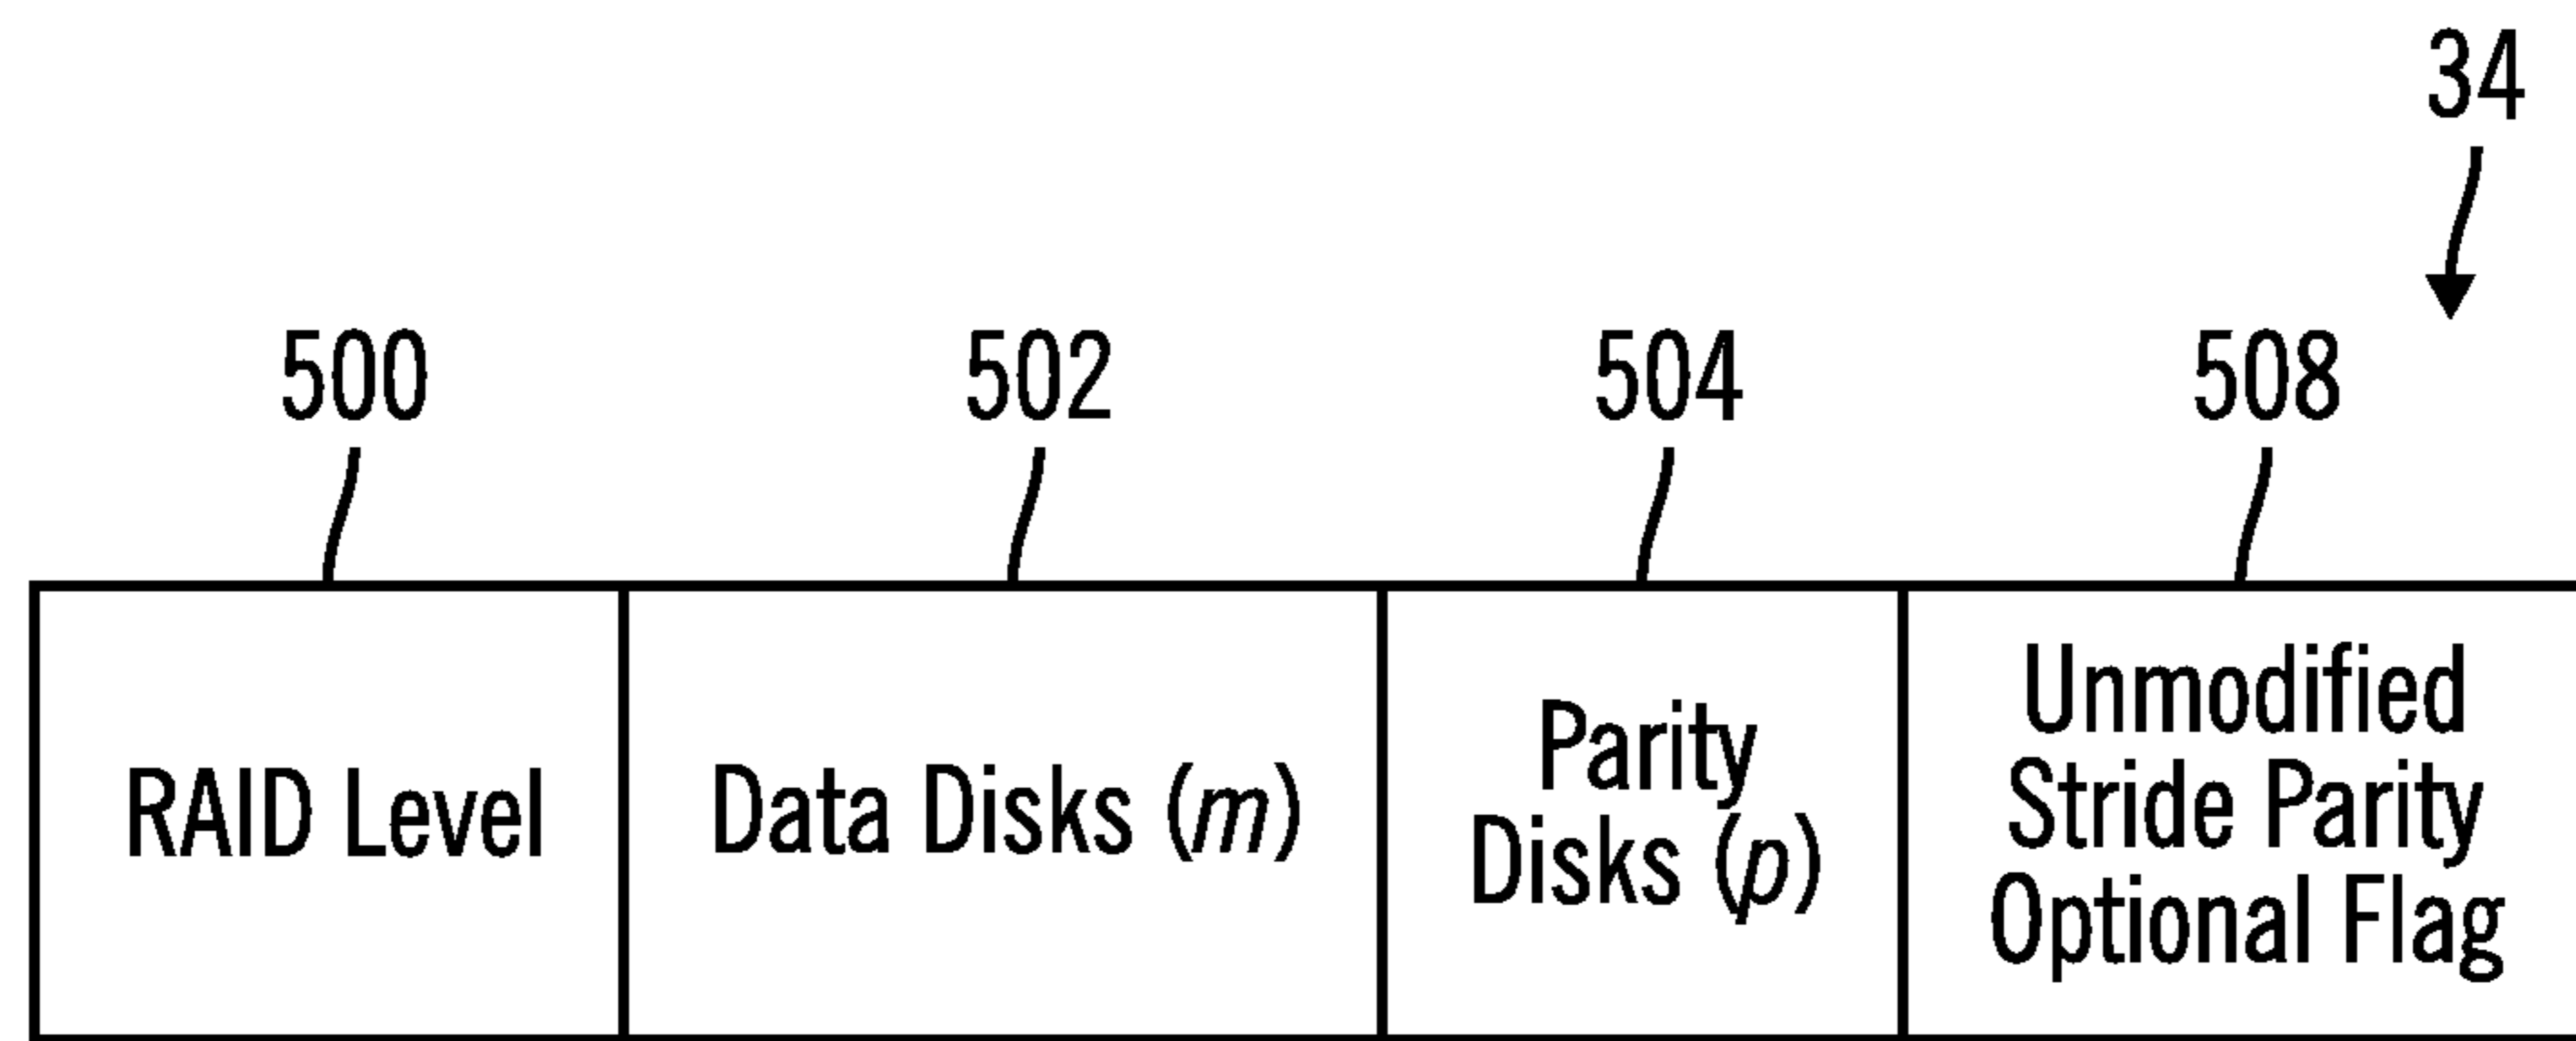 34
500
502
504
508
RAID Level
Data Disks (m)
Parity
Disks (p)
Unmodified
Stride Parity
Optional Flag